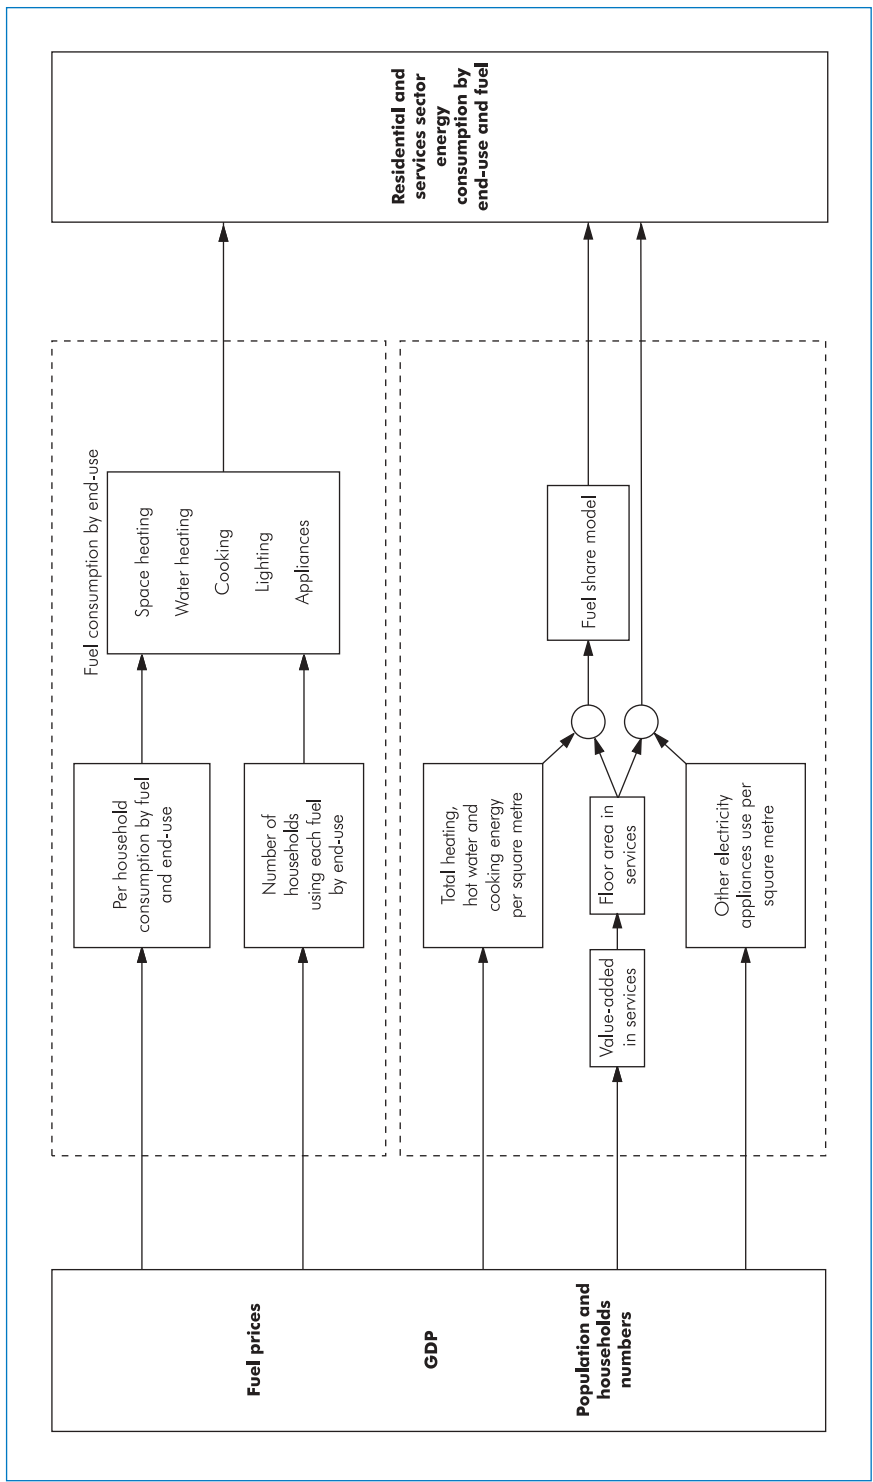 Fuel prices
GDP
Population and
households
numbers
Per household
consumption by fuel
and end-use
Number of
households
using each fuel
by end-use
Fuel consumption by end-use
Space heating
Water heating
Cooking
Lighting
Appliances
Total heating,
hot water and
cooking energy
per square metre
Value-added
in services
Floor area in
services
Other electricity
appliances use per
square metre
Fuel share model
Residential and
services sector
energy
consumption by
end-use and fuel